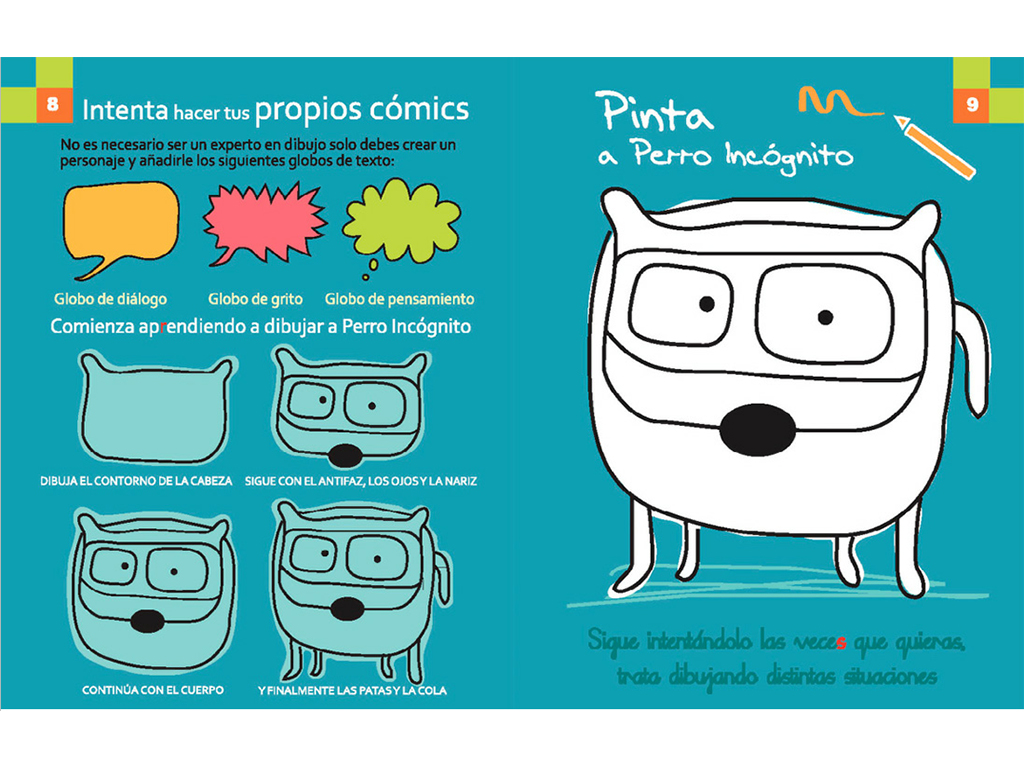 8
Intenta hacer tus propios cómics
No es necesario ser un experto en dibujo solo debes crear un
personaje y añadirle los siguientes globos de texto:
Globo de diálogo
Globo de grito
Globo de pensamiento
Comienza aprendiendo a dibujar a Perro Incógnito
DIBUJA EL CONTORNO DE LA CABEZA
SIGUE CON EL ANTIFAZ, LOS OJOS Y LA NARIZ
CONTINÚA CON EL CUERPO
Y FINALMENTE LAS PATAS Y LA COLA
9
Pinta
a Perro Incógnito
Sigue intentándolo las veces que quieras,
trata dibujando distintas situaciones